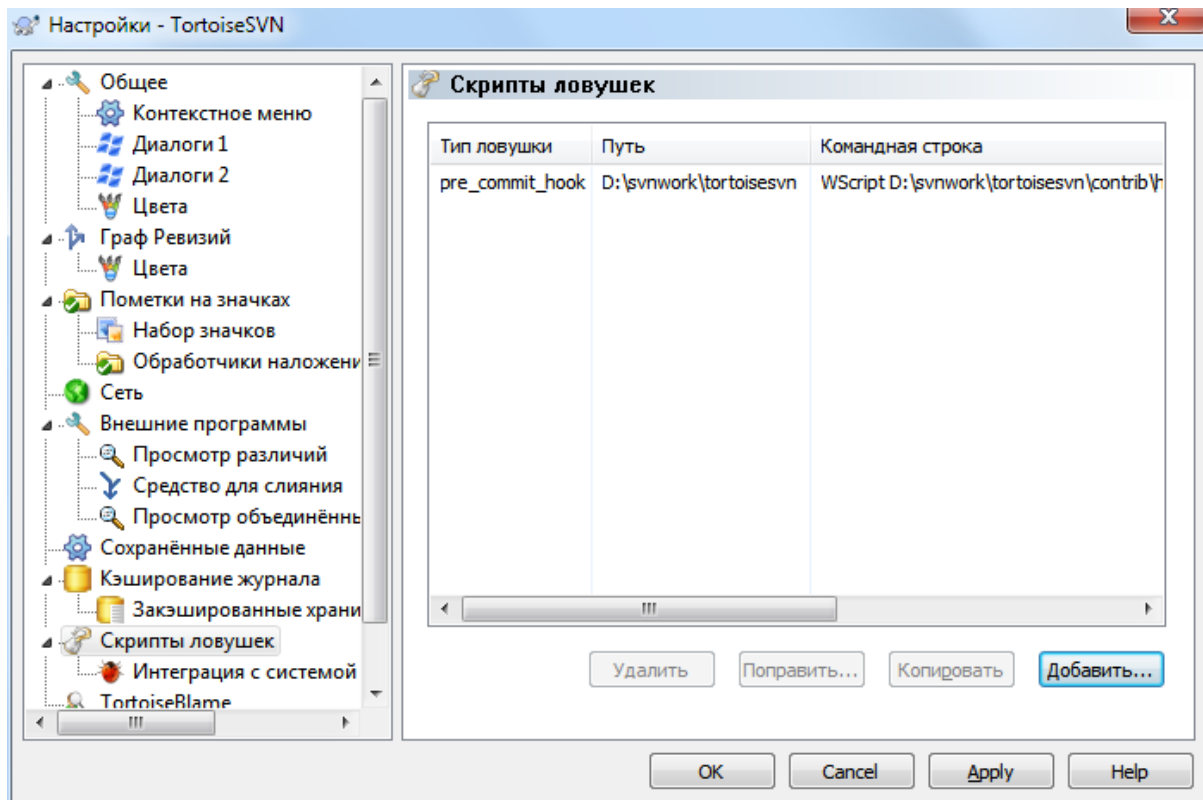 Настройки - TortoiseSVN
Общее
Контекстное меню
Диалоги 1
Диалоги 2
Цвета
Граф Ревизий
Цвета
Пометки на значках
Набор значков
Обработчики наложени
Сеть
Внешние программы
Просмотр различий
Средство для слияния
Просмотр объединённь
Сохранённые данные
Кэширование журнала
Закэшированные храни
Скрипты ловушек
Интеграция с системой
TortoiseBlame
Скрипты ловушек
Тип ловушки Путь Командная строка
pre_commit_hook D:\svnwork\tortoisesvn WScript D:\svnwork\tortoisesvn\contrib\h
Удалить Поправить... Копировать Добавить...
OK Cancel Apply Help